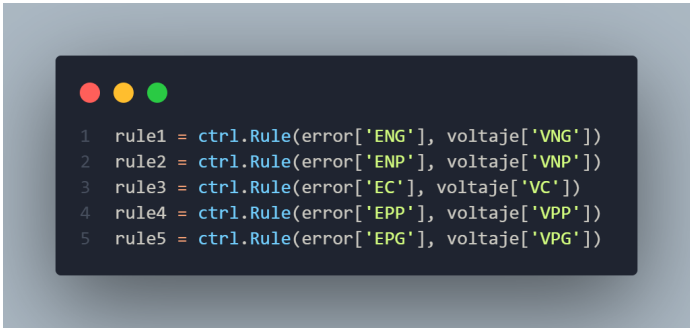 1 rule1 = ctrl.Rule(error['ENG'], voltaje['VNG'])
2 rule2 = ctrl.Rule(error['ENP'], voltaje['VNP'])
3 rule3 = ctrl.Rule(error['EC'], voltaje['VC'])
4 rule4 = ctrl.Rule(error['EPP'], voltaje['VPP'])
5 rule5 = ctrl.Rule(error['EPG'], voltaje['VPG'])